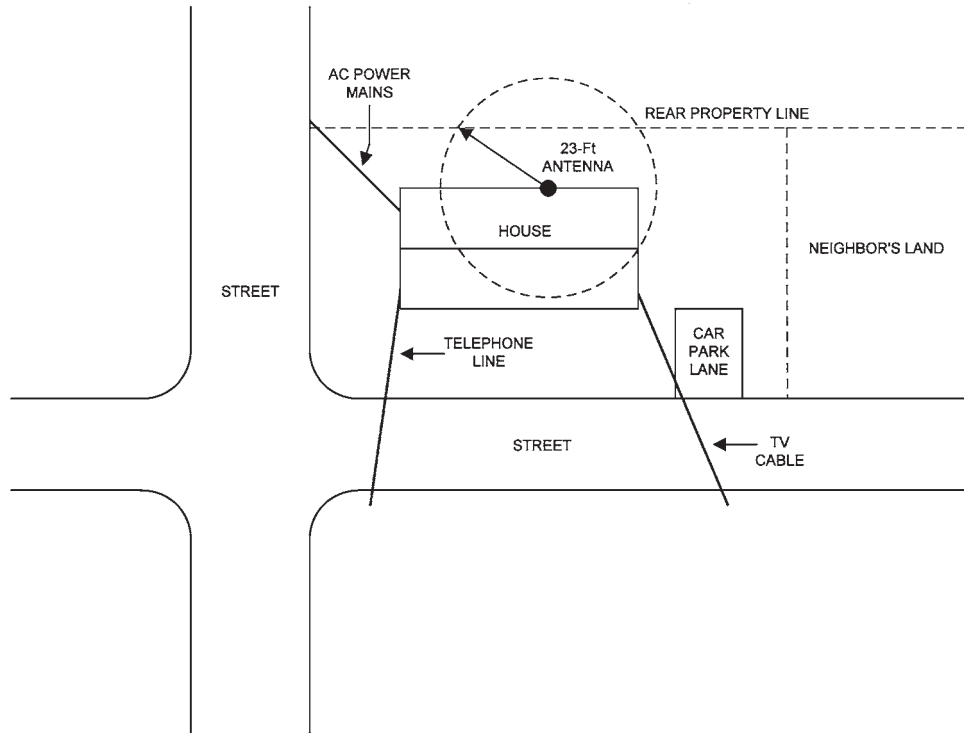 AC POWER
MAINS
REAR PROPERTY LINE
23-Ft
ANTENNA
HOUSE
NEIGHBOR'S LAND
STREET
TELEPHONE
LINE
CAR
PARK
LANE
STREET
TV
CABLE